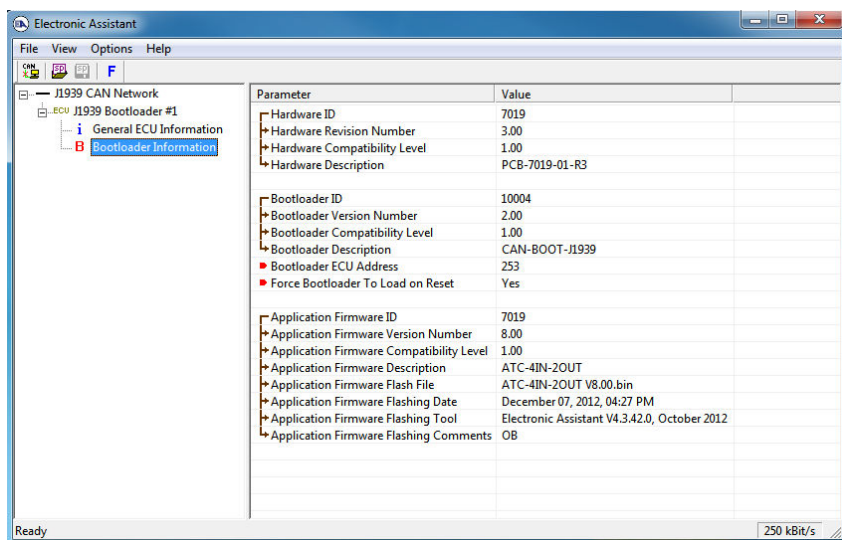 Electronic Assistant
File View Options Help
CAN SP SP F
J1939 CAN Network
ECU J1939 Bootloader #1
i General ECU Information
B Bootloader Information
Parameter Value
Hardware ID 7019
Hardware Revision Number 3.00
Hardware Compatibility Level 1.00
Hardware Description PCB-7019-01-R3
Bootloader ID 10004
Bootloader Version Number 2.00
Bootloader Compatibility Level 1.00
Bootloader Description CAN-BOOT-J1939
Bootloader ECU Address 253
Force Bootloader To Load on Reset Yes
Application Firmware ID 7019
Application Firmware Version Number 8.00
Application Firmware Compatibility Level 1.00
Application Firmware Description ATC-4IN-2OUT
Application Firmware Flash File ATC-4IN-2OUT V8.00.bin
Application Firmware Flashing Date December 07, 2012, 04:27 PM
Application Firmware Flashing Tool Electronic Assistant V4.3.42.0, October 2012
Application Firmware Flashing Comments OB
Ready 250 kBit/s